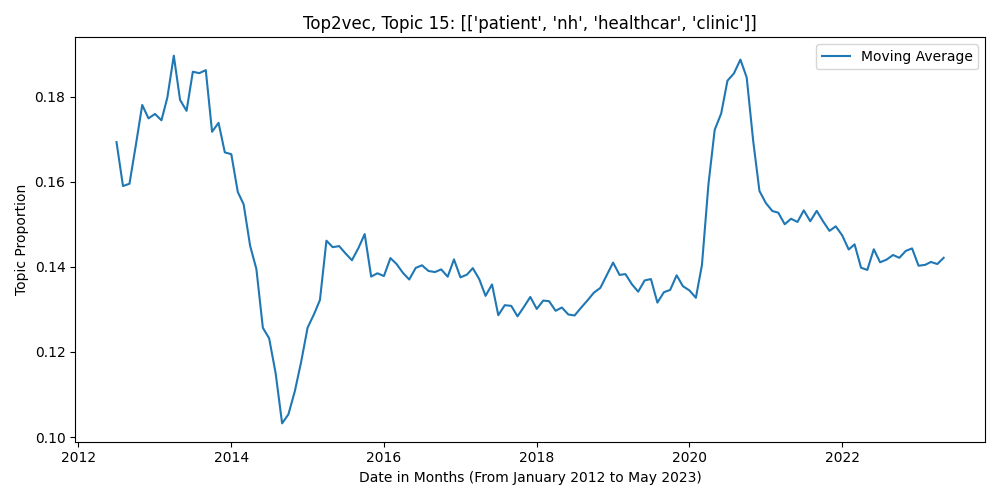 Top2vec, Topic 15: [['patient', 'nh', 'healthcar', 'clinic']]
Moving Average
Topic Proportion
0.18
0.16
0.14
0.12
0.10
2012
2014
2016
2018
2020
2022
Date in Months (From January 2012 to May 2023)